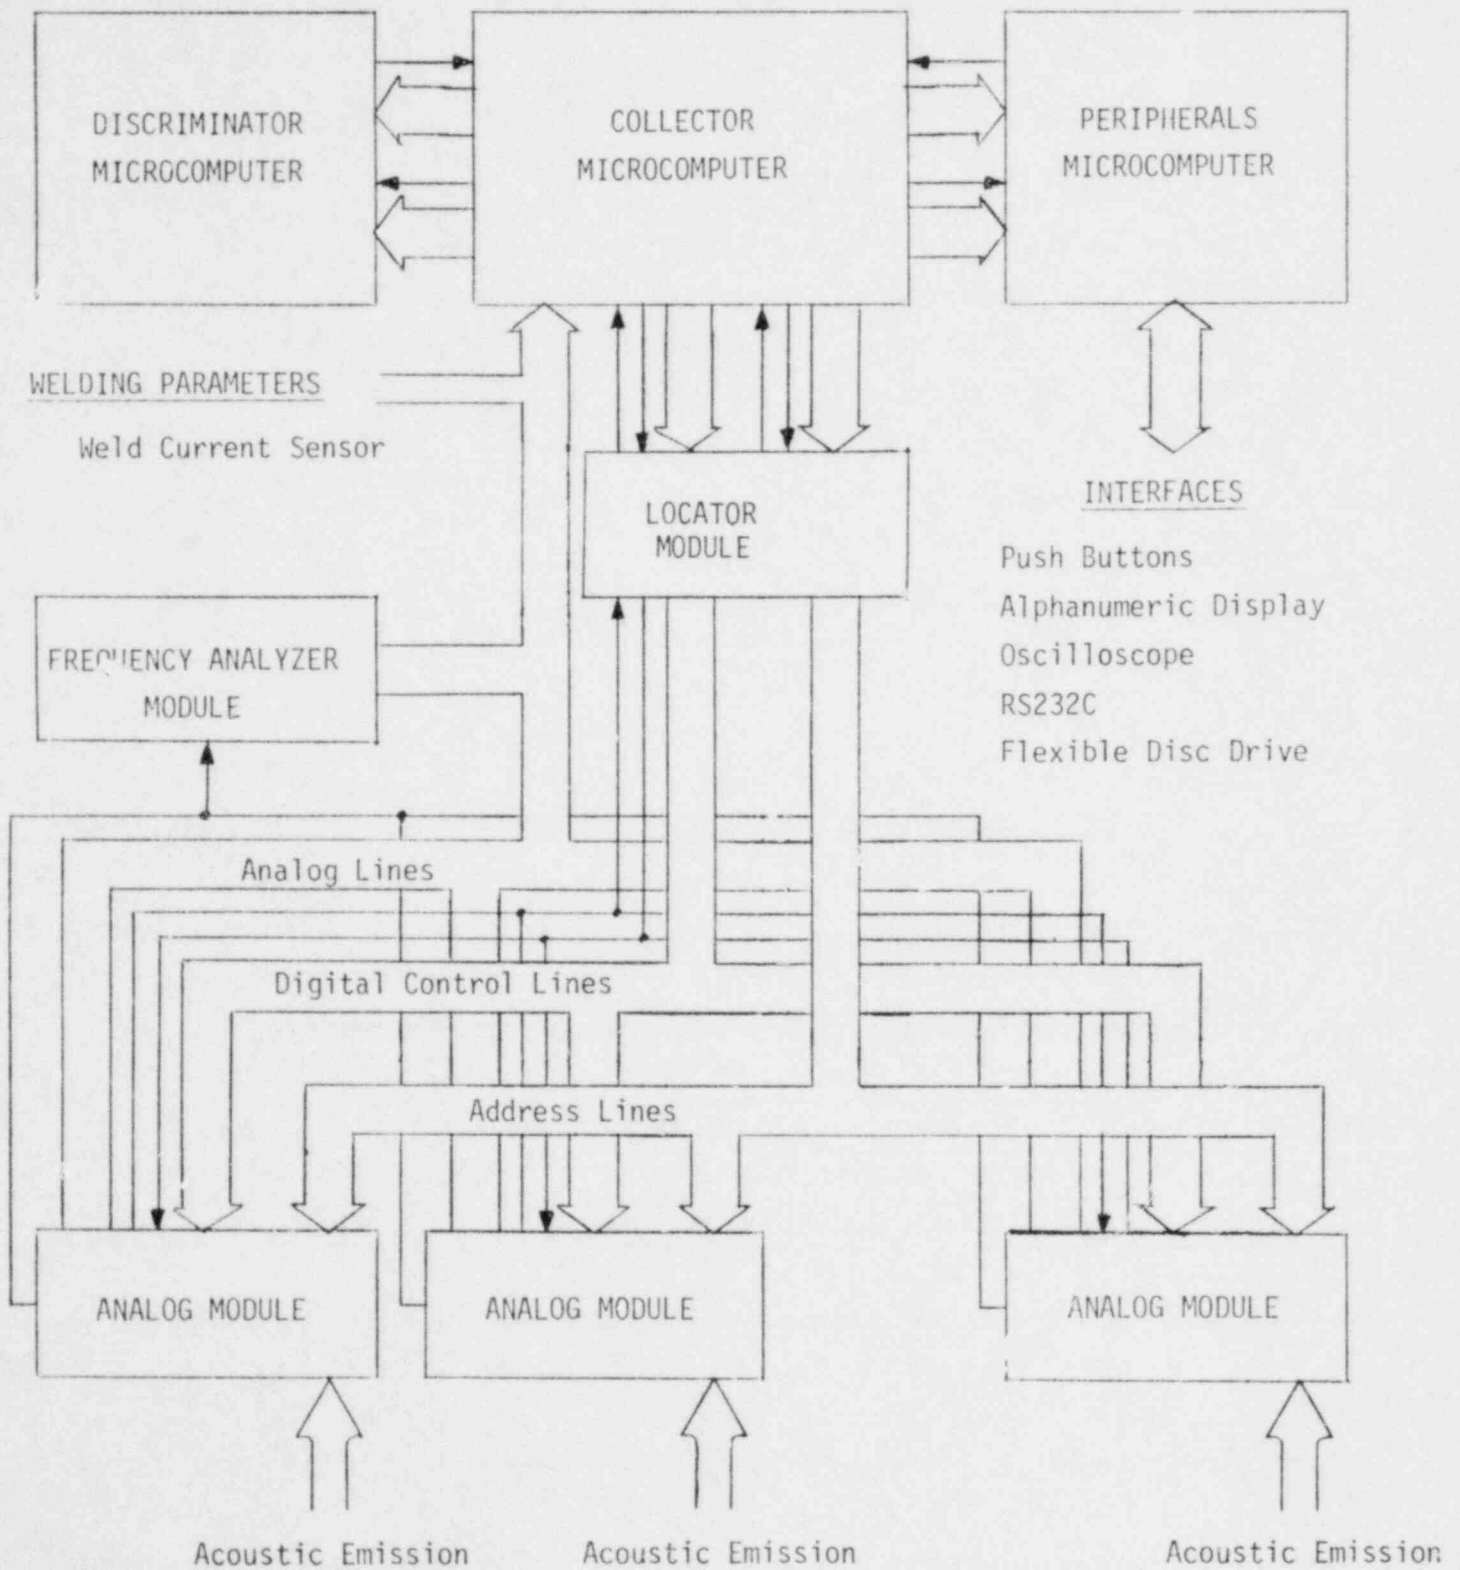 DISCRIMINATOR
MICROCOMPUTER
COLLECTOR
MICROCOMPUTER
PERIPHERALS
MICROCOMPUTER
WELDING PARAMETERS
Weld Current Sensor
LOCATOR
MODULE
INTERFACES
Push Buttons
Alphanumeric Display
Oscilloscope
RS232C
Flexible Disc Drive
FREQUENCY ANALYZER
MODULE
Analog Lines
Digital Control Lines
Address Lines
ANALOG MODULE
ANALOG MODULE
ANALOG MODULE
Acoustic Emission
Acoustic Emission
Acoustic Emission